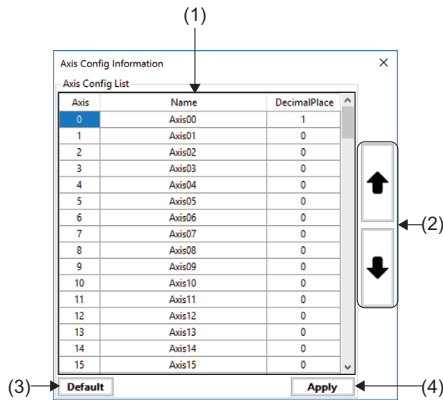 (1)
Axis Config Information
Axis Config List
Axis Name DecimalPlace
0 Axis00 1
1 Axis01 0
2 Axis02 0
3 Axis03 0
4 Axis04 0
5 Axis05 0
6 Axis06 0
7 Axis07 0
8 Axis08 0
9 Axis09 0
10 Axis10 0
11 Axis11 0
12 Axis12 0
13 Axis13 0
14 Axis14 0
15 Axis15 0
(2)
(3) Default Apply (4)